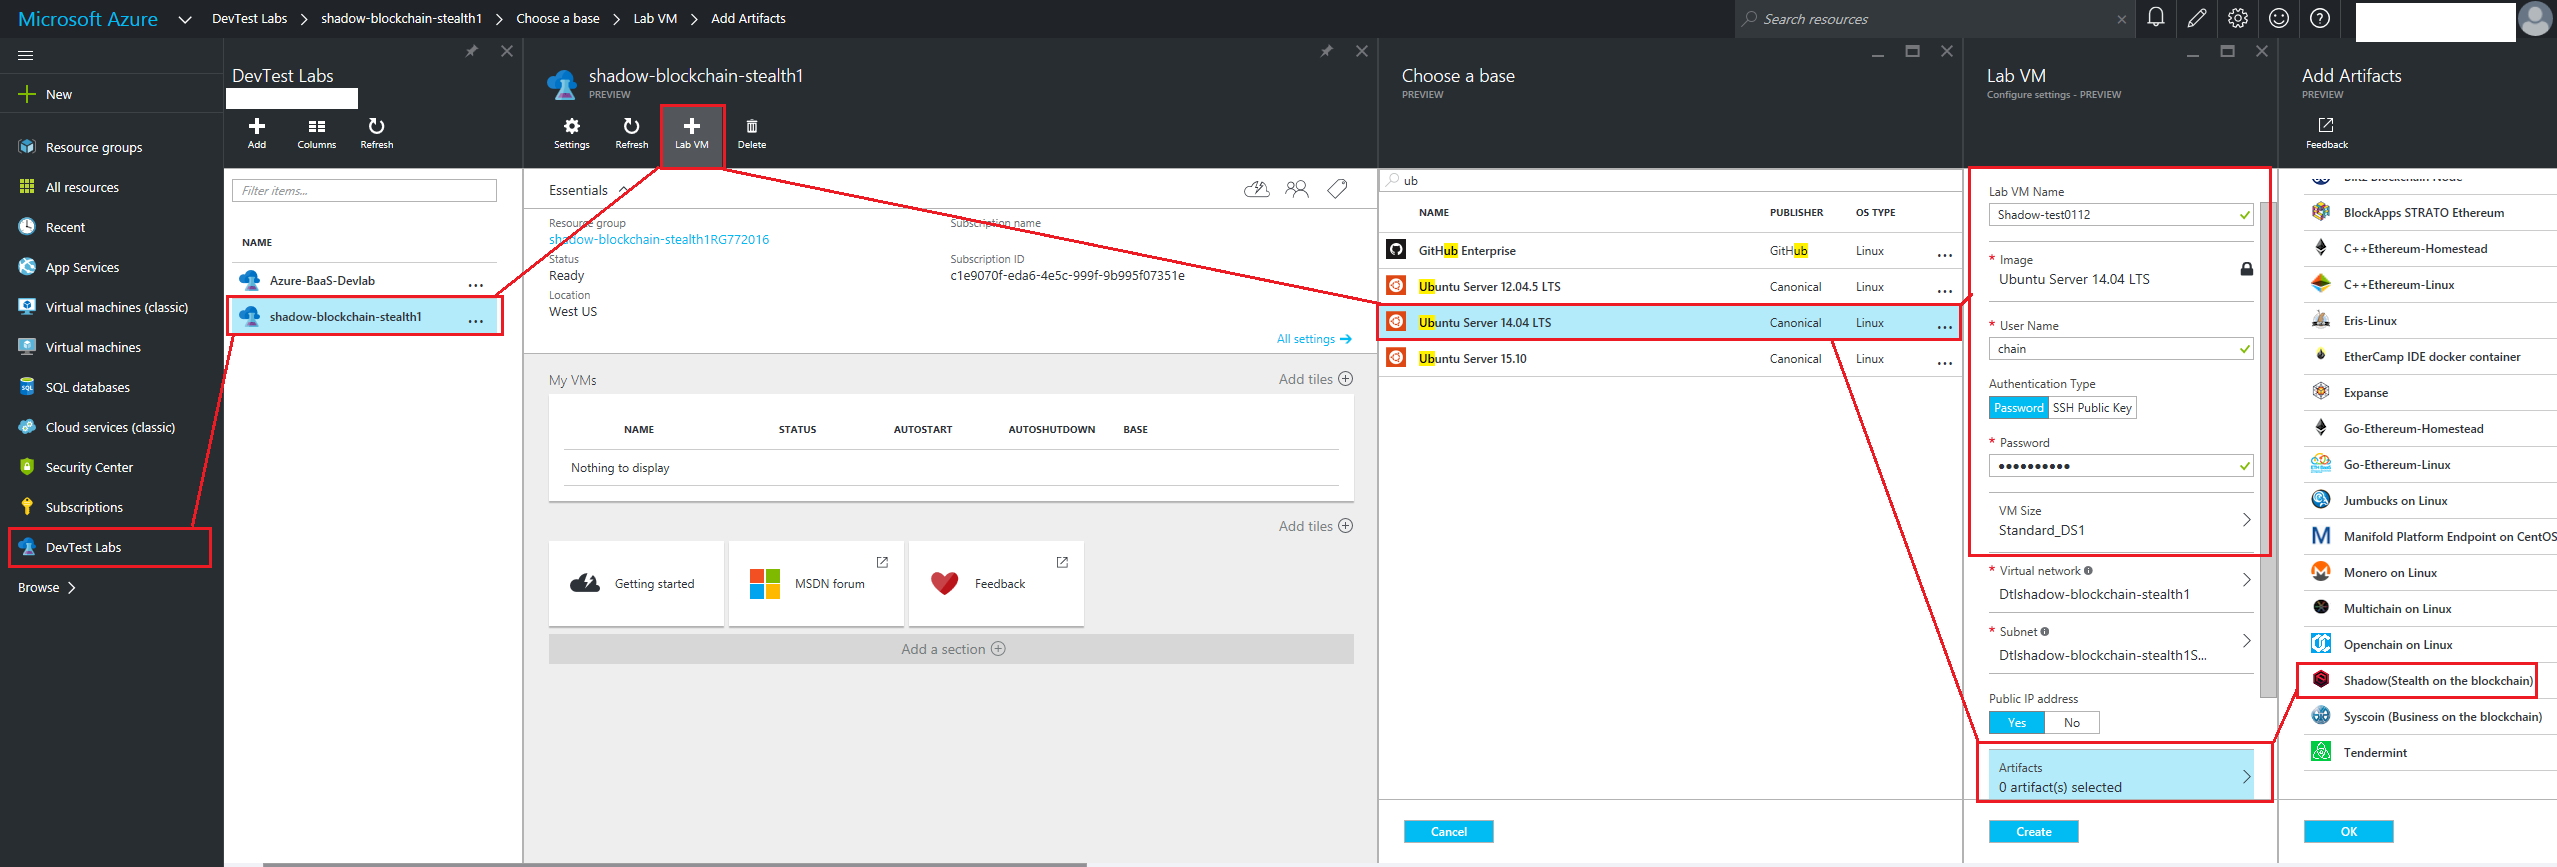 Microsoft Azure
DevTest Labs
shadow-blockchain-stealth1
Choose a base
Lab VM
Add Artifacts
Search resources
New
Resource groups
All resources
Recent
App Services
Virtual machines (classic)
Virtual machines
SQL databases
Cloud services (classic)
Security Center
Subscriptions
DevTest Labs
Browse
DevTest Labs
Add
Columns
Refresh
Filter items...
NAME
Azure-BaaS-Devlab
...
shadow-blockchain-stealth1
...
shadow-blockchain-stealth1
PREVIEW
Settings
Refresh
Lab VM
Delete
Essentials
Resource group
shadow-blockchain-stealth1RG772016
Status
Ready
Location
West US
Subscription name
Subscription ID
c1e9070f-eda6-4e5c-999f-9b995f07351e
All settings
My VMs
Add tiles
NAME STATUS AUTOSTART AUTOSHUTDOWN BASE
Nothing to display
Add tiles
Getting started
MSDN forum
Feedback
Add a section
Choose a base
PREVIEW
ub
NAME PUBLISHER OS TYPE
GitHub Enterprise GitHub Linux ...
Ubuntu Server 12.04.5 LTS Canonical Linux ...
Ubuntu Server 14.04 LTS Canonical Linux ...
Ubuntu Server 15.10 Canonical Linux ...
Cancel
Lab VM
Configure settings - PREVIEW
Lab VM Name
Shadow-test0112
* Image
Ubuntu Server 14.04 LTS
* User Name
chain
Authentication Type
Password SSH Public Key
* Password
••••••••••
VM Size
Standard_DS1
* Virtual network
Dtlshadow-blockchain-stealth1
* Subnet
Dtlshadow-blockchain-stealth1S...
Public IP address
Yes No
Artifacts
0 artifact(s) selected
Create
Add Artifacts
PREVIEW
Feedback
BlockApps STRATO Ethereum
C++Ethereum-Homestead
C++Ethereum-Linux
Eris-Linux
EtherCamp IDE docker container
Expanse
Go-Ethereum-Homestead
Go-Ethereum-Linux
Jumbucks on Linux
Manifold Platform Endpoint on CentOS
Monero on Linux
Multichain on Linux
Openchain on Linux
Shadow(Stealth on the blockchain)
Syscoin (Business on the blockchain)
Tendermint
OK